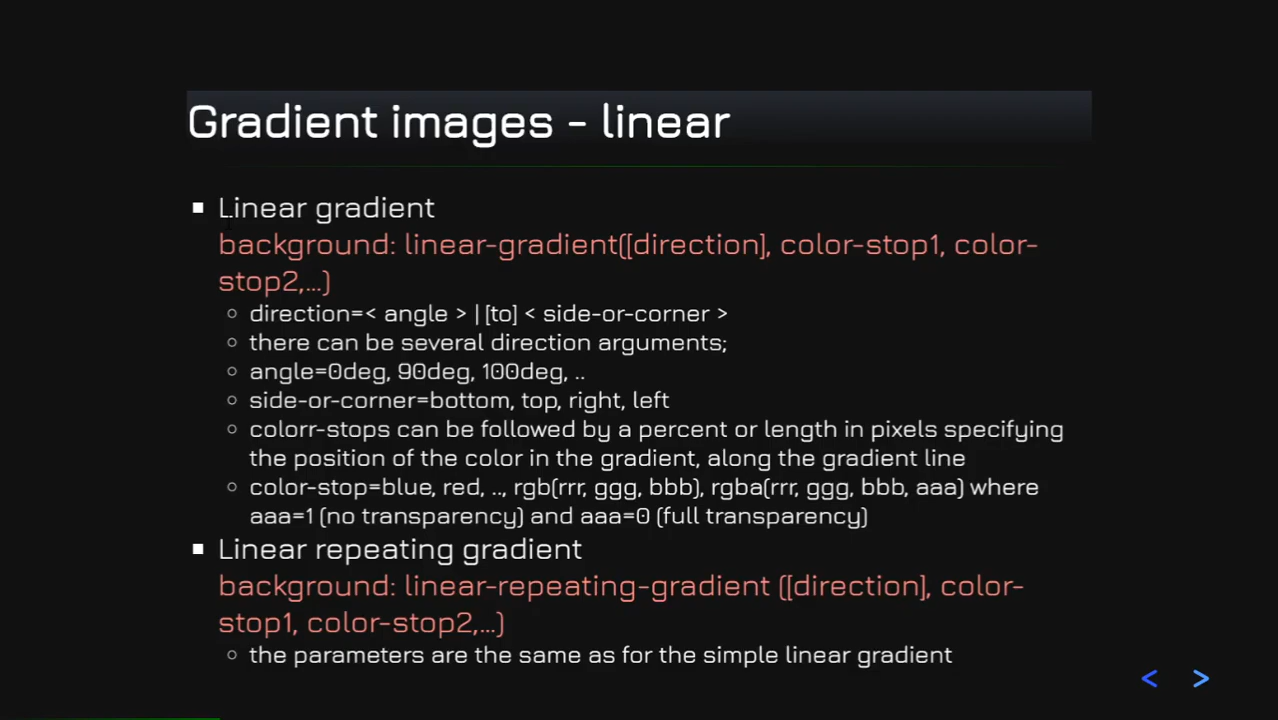 Gradient images - linear
Linear gradient
background: linear-gradient([direction], color-stop1, color-
stop2,...)
direction=< angle > | [to] < side-or-corner >
there can be several direction arguments;
angle=0deg, 90deg, 100deg, ..
side-or-corner=bottom, top, right, left
colorr-stops can be followed by a percent or length in pixels specifying
the position of the color in the gradient, along the gradient line
color-stop=blue, red, .., rgb(rrr, ggg, bbb), rgba(rrr, ggg, bbb, aaa) where
aaa=1 (no transparency) and aaa=0 (full transparency)
Linear repeating gradient
background: linear-repeating-gradient ([direction], color-
stop1, color-stop2,...)
the parameters are the same as for the simple linear gradient